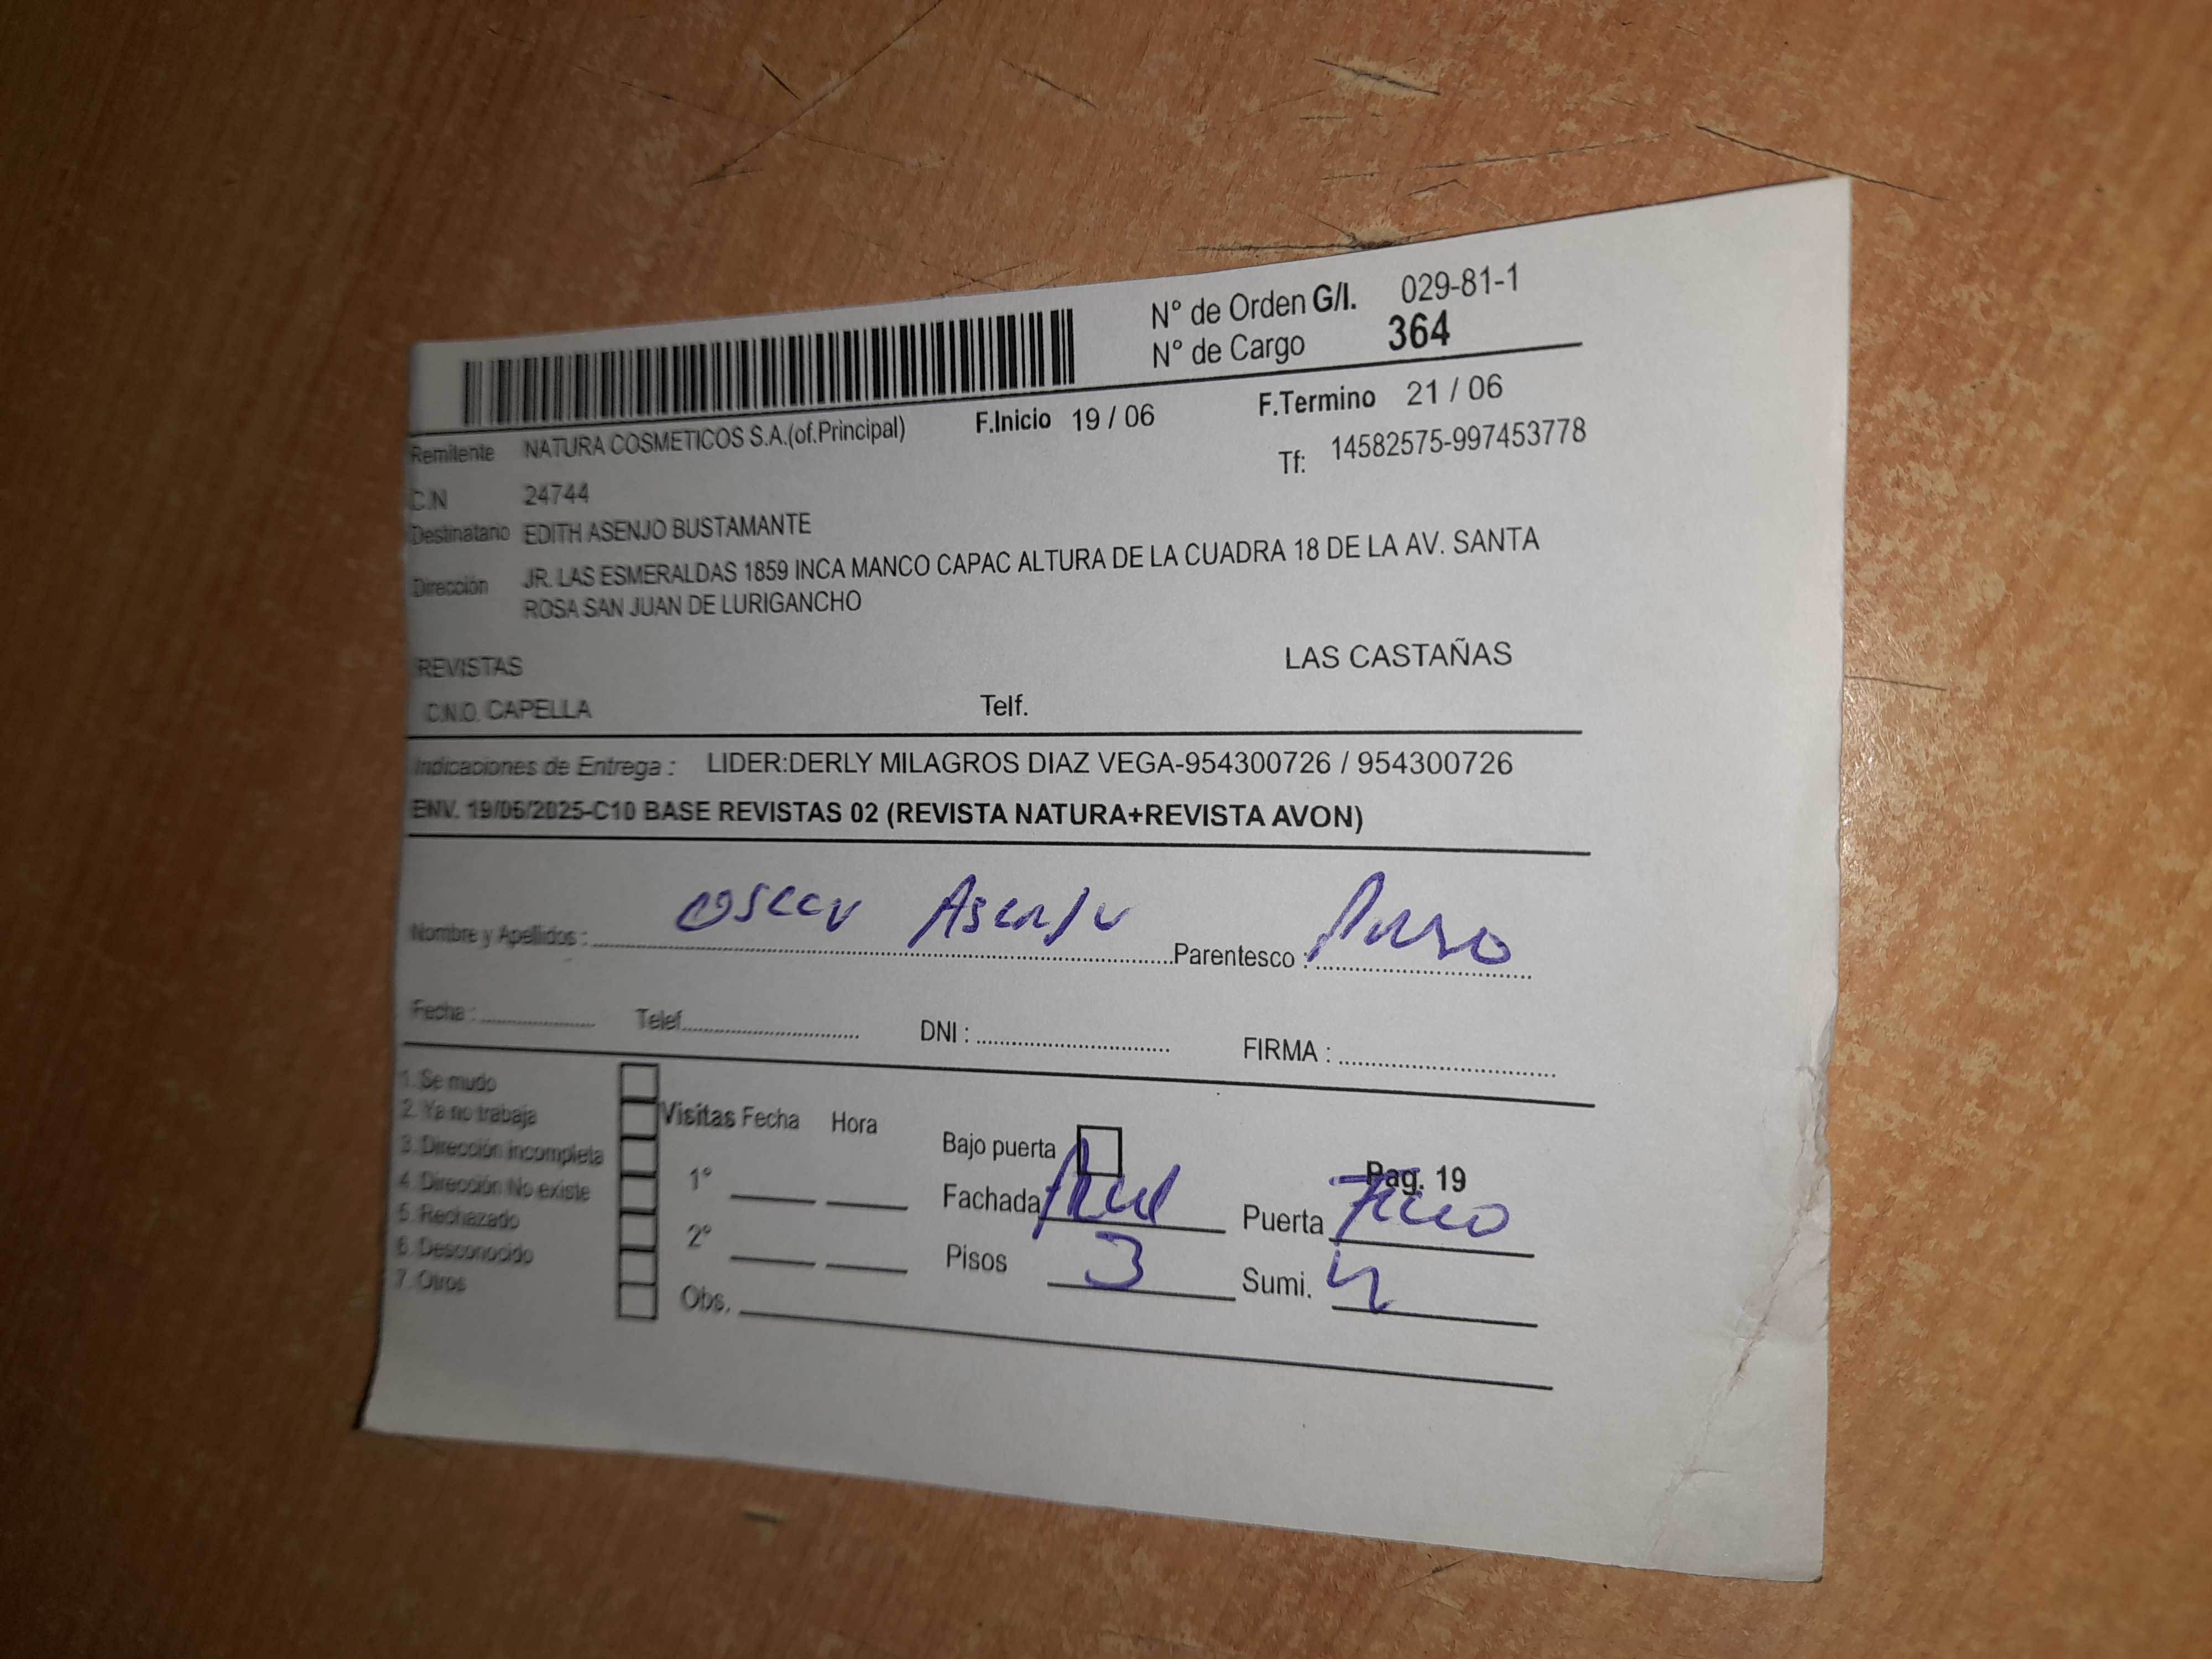 N° de Orden G/I. 029-81-1
N° de Cargo 364
Remitente NATURA COSMETICOS S.A.(of.Principal) F.Inicio 19 / 06 F.Termino 21 / 06
C.N 24744 Tf: 14582575-997453778
Destinatario EDITH ASENJO BUSTAMANTE
Dirección JR. LAS ESMERALDAS 1859 INCA MANCO CAPAC ALTURA DE LA CUADRA 18 DE LA AV. SANTA
ROSA SAN JUAN DE LURIGANCHO
REVISTAS LAS CASTAÑAS
C.N.O. CAPELLA Telf.
Indicaciones de Entrega : LIDER:DERLY MILAGROS DIAZ VEGA-954300726 / 954300726
ENV. 19/06/2025-C10 BASE REVISTAS 02 (REVISTA NATURA+REVISTA AVON)
Nombre y Apellidos : Oscar Asenjo Parentesco :
Fecha : Telef. DNI : FIRMA :
1. Se mudo
2. Ya no trabaja Visitas Fecha Hora
3. Dirección incompleta Bajo puerta
4. Dirección No existe 1° Fachada Pag. 19
5. Rechazado Puerta
6. Desconocido 2° Pisos 3
7. Otros Obs. Sumi.